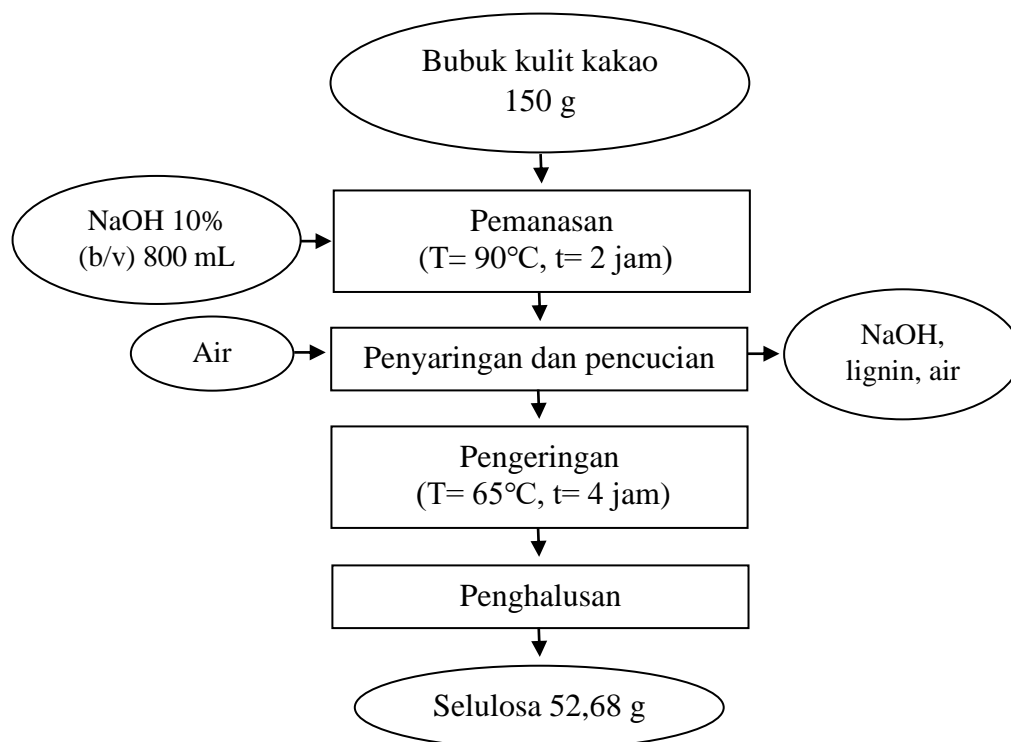 Bubuk kulit kakao
150 g
NaOH 10%
(b/v) 800 mL
Pemanasan
(T= 90°C, t= 2 jam)
Air
Penyaringan dan pencucian
NaOH,
lignin, air
Pengeringan
(T= 65°C, t= 4 jam)
Penghalusan
Selulosa 52,68 g